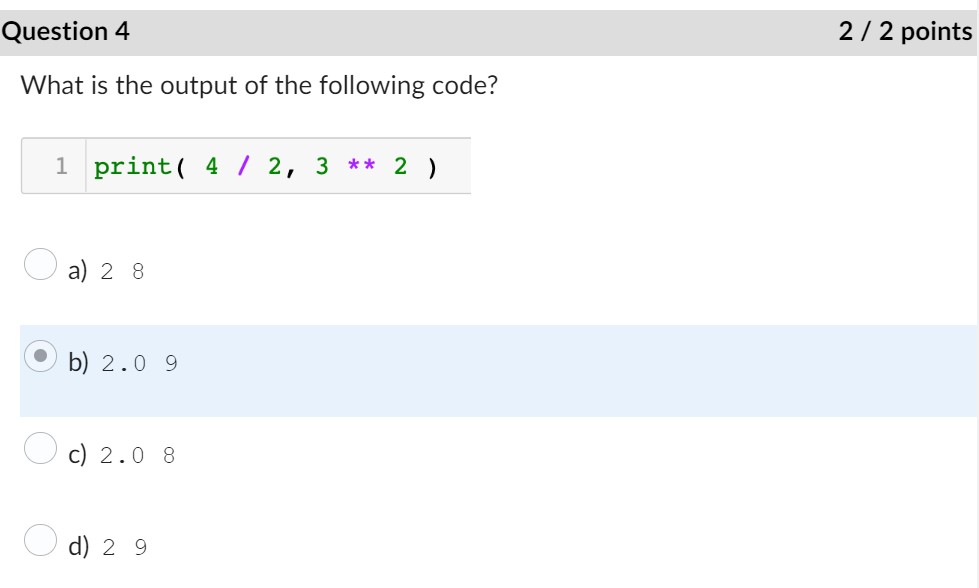 Question 4 2 / 2 points
What is the output of the following code?
1 print( 4 / 2, 3 ** 2 )
a) 2 8
b) 2.0 9
c) 2.0 8
d) 2 9